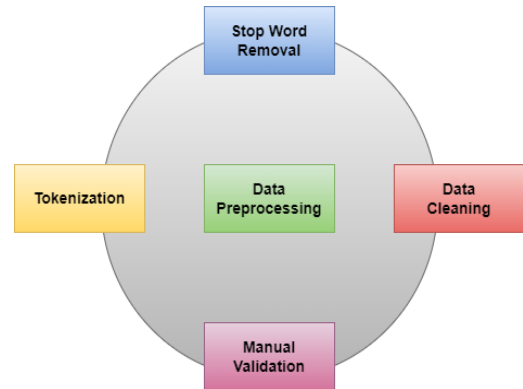 Stop Word
Removal
Tokenization
Data
Preprocessing
Data
Cleaning
Manual
Validation